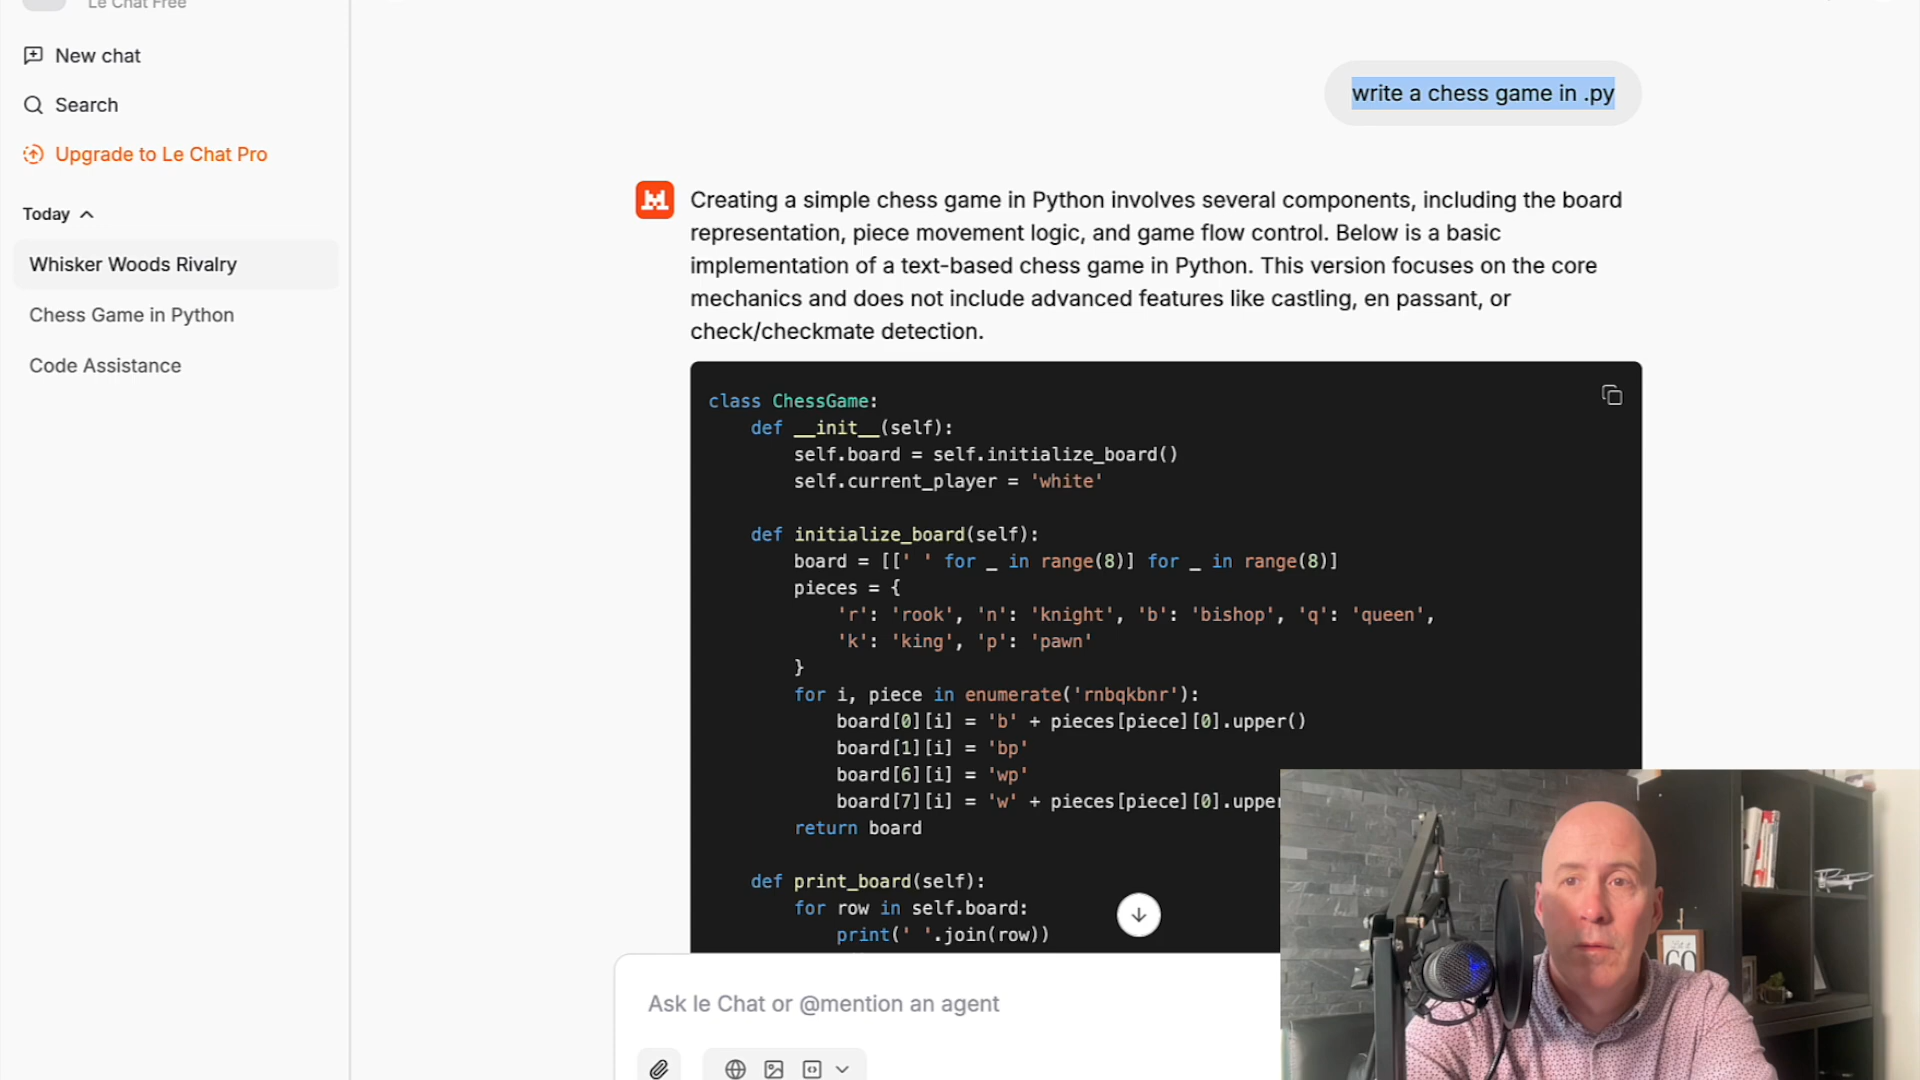 Le Chat Free
New chat
Search
Upgrade to Le Chat Pro
Today
Whisker Woods Rivalry
Chess Game in Python
Code Assistance
write a chess game in .py
Creating a simple chess game in Python involves several components, including the board
representation, piece movement logic, and game flow control. Below is a basic
implementation of a text-based chess game in Python. This version focuses on the core
mechanics and does not include advanced features like castling, en passant, or
check/checkmate detection.
class ChessGame:
    def __init__(self):
        self.board = self.initialize_board()
        self.current_player = 'white'
    def initialize_board(self):
        board = [[' ' for _ in range(8)] for _ in range(8)]
        pieces = {
            'r': 'rook', 'n': 'knight', 'b': 'bishop', 'q': 'queen',
            'k': 'king', 'p': 'pawn'
        }
        for i, piece in enumerate('rnbqkbnr'):
            board[0][i] = 'b' + pieces[piece][0].upper()
            board[1][i] = 'bp'
            board[6][i] = 'wp'
            board[7][i] = 'w' + pieces[piece][0].upper
        return board
    def print_board(self):
        for row in self.board:
            print(' '.join(row))
Ask le Chat or @mention an agent